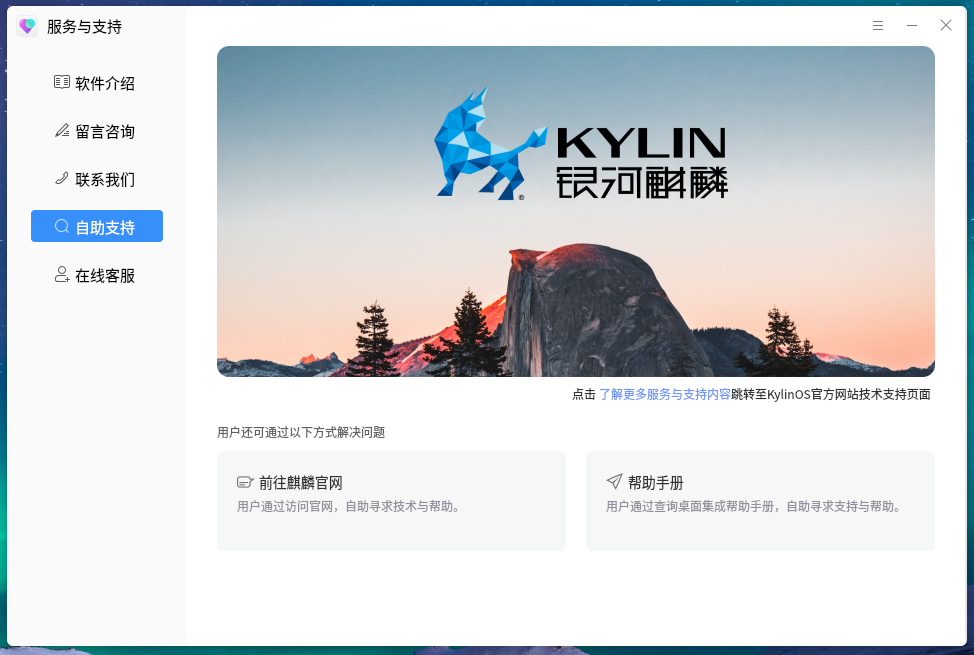 服务与支持
软件介绍
留言咨询
联系我们
自助支持
在线客服
KYLIN
银河麒麟
®
点击 了解更多服务与支持内容跳转至KylinOS官方网站技术支持页面
用户还可通过以下方式解决问题
前往麒麟官网
用户通过访问官网，自助寻求技术与帮助。
帮助手册
用户通过查询桌面集成帮助手册，自助寻求支持与帮助。